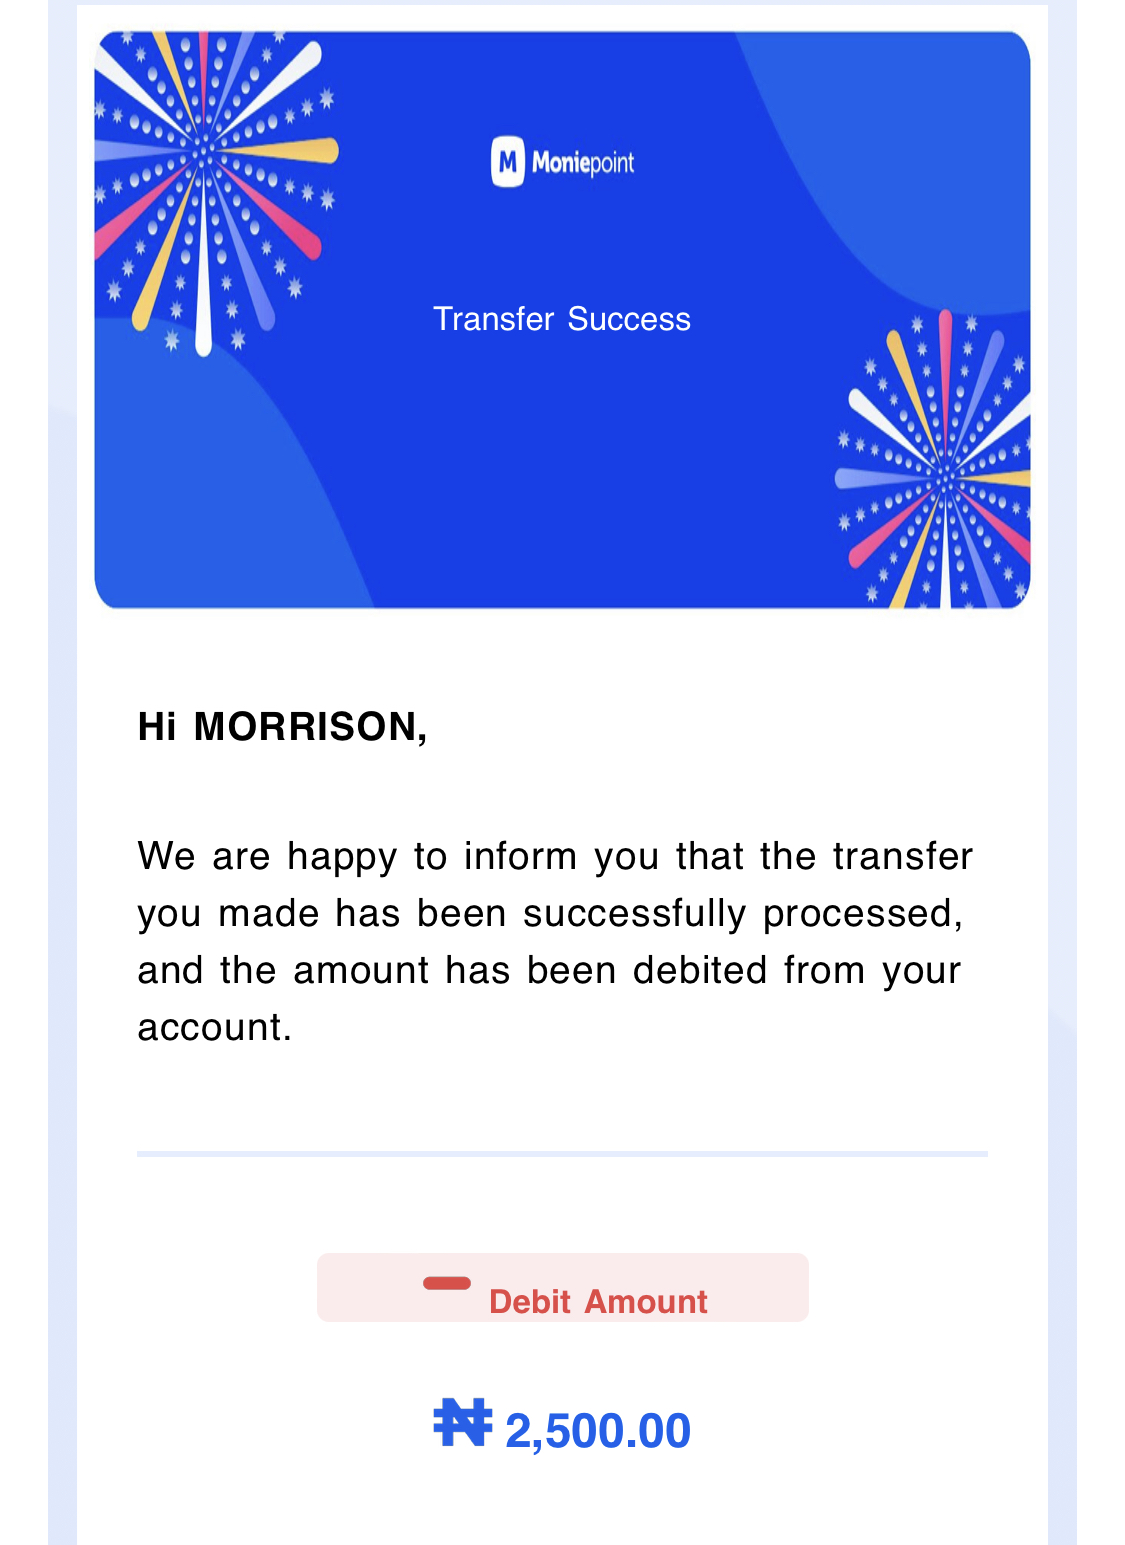 M Moniepoint
Transfer Success
Hi MORRISON,
We are happy to inform you that the transfer
you made has been successfully processed,
and the amount has been debited from your
account.
Debit Amount
₦ 2,500.00